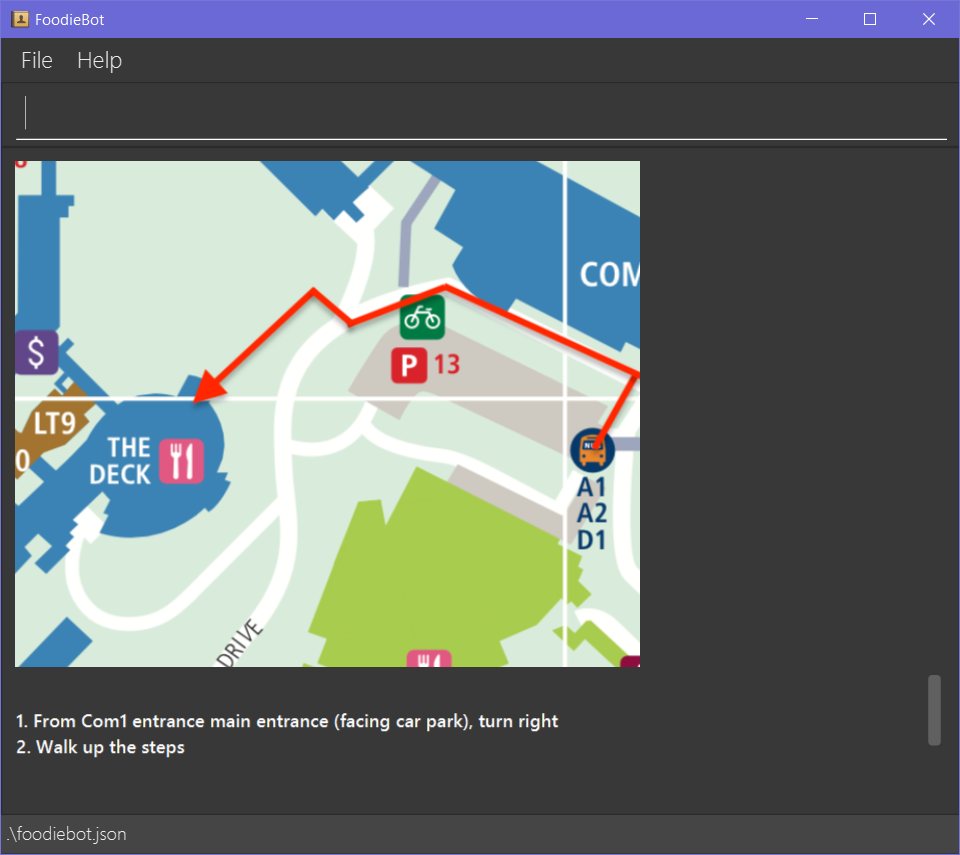 FoodieBot
File Help
COM
$
P 13
LT9
0
THE
DECK
A1
A2
D1
DRIVE
1. From Com1 entrance main entrance (facing car park), turn right
2. Walk up the steps
.\foodiebot.json